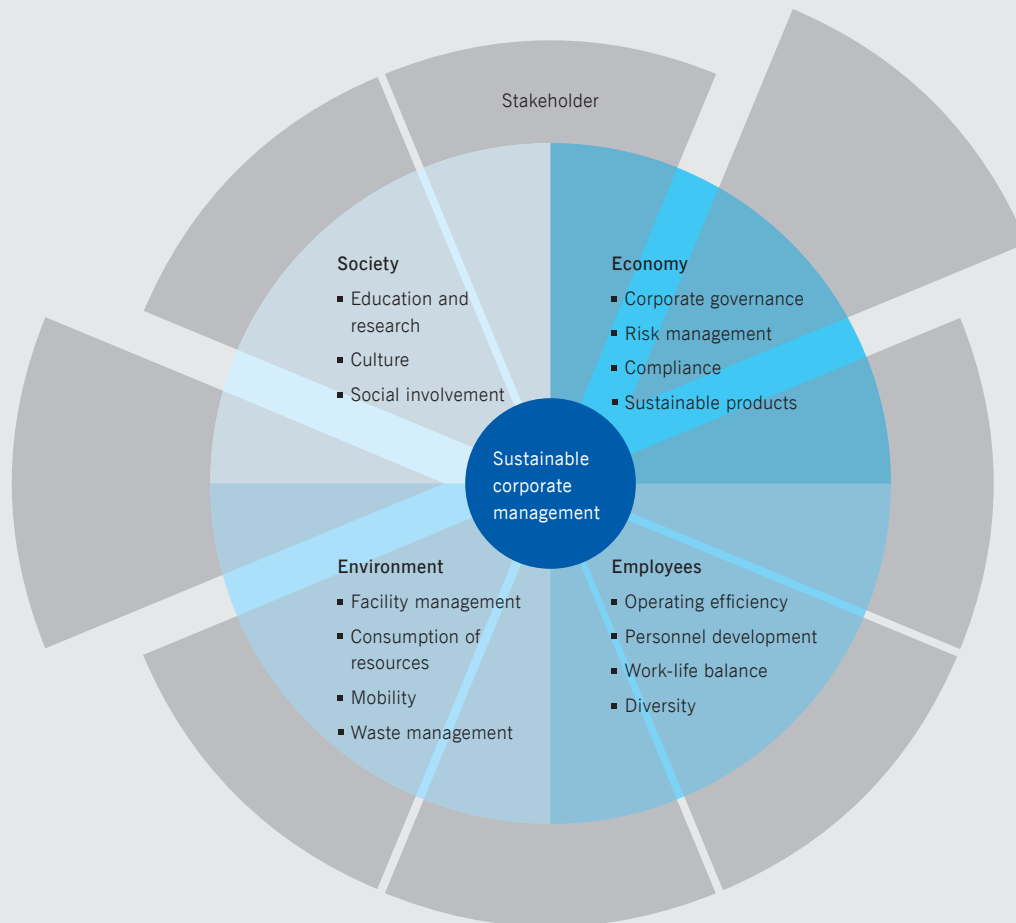 Stakeholder
Society
▪ Education and
research
▪ Culture
▪ Social involvement
Economy
▪ Corporate governance
▪ Risk management
▪ Compliance
▪ Sustainable products
Sustainable
corporate
management
Environment
▪ Facility management
▪ Consumption of
resources
▪ Mobility
▪ Waste management
Employees
▪ Operating efficiency
▪ Personnel development
▪ Work-life balance
▪ Diversity